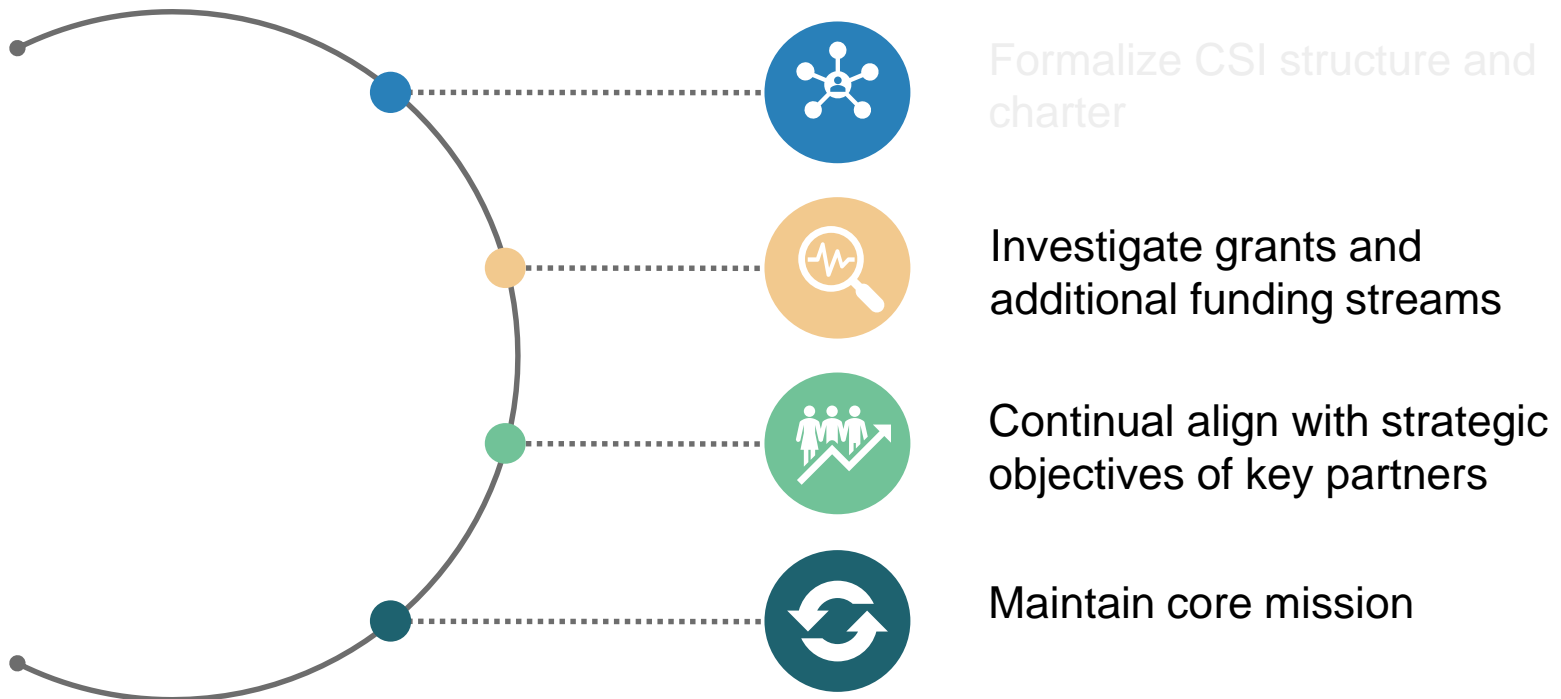 Formalize CSI structure and
charter
Investigate grants and
additional funding streams
Continual align with strategic
objectives of key partners
Maintain core mission